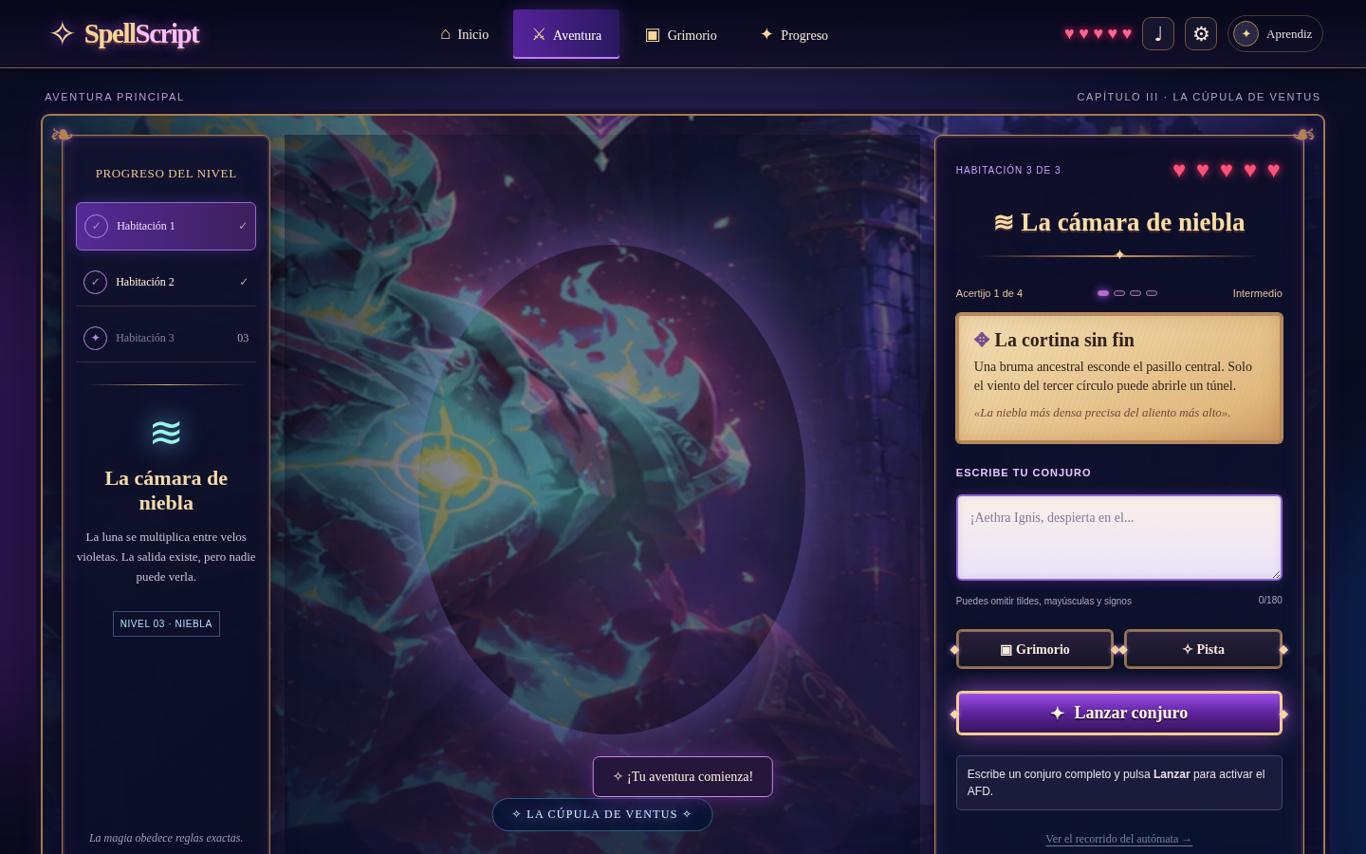 SpellScript
Inicio
Aventura
Grimorio
Progreso
Aprendiz
AVENTURA PRINCIPAL
CAPÍTULO III · LA CÚPULA DE VENTUS
PROGRESO DEL NIVEL
Habitación 1 ✓
Habitación 2 ✓
Habitación 3 03
La cámara de
niebla
La luna se multiplica entre velos
violetas. La salida existe, pero nadie
puede verla.
NIVEL 03 · NIEBLA
La magia obedece reglas exactas.
✧ ¡Tu aventura comienza!
✧ LA CÚPULA DE VENTUS ✧
HABITACIÓN 3 DE 3
La cámara de niebla
Acertijo 1 de 4
Intermedio
La cortina sin fin
Una bruma ancestral esconde el pasillo central. Solo
el viento del tercer círculo puede abrirle un túnel.
«La niebla más densa precisa del aliento más alto».
ESCRIBE TU CONJURO
¡Aethra Ignis, despierta en el...
Puedes omitir tildes, mayúsculas y signos
0/180
Grimorio
Pista
Lanzar conjuro
Escribe un conjuro completo y pulsa Lanzar para activar el
AFD.
Ver el recorrido del autómata →